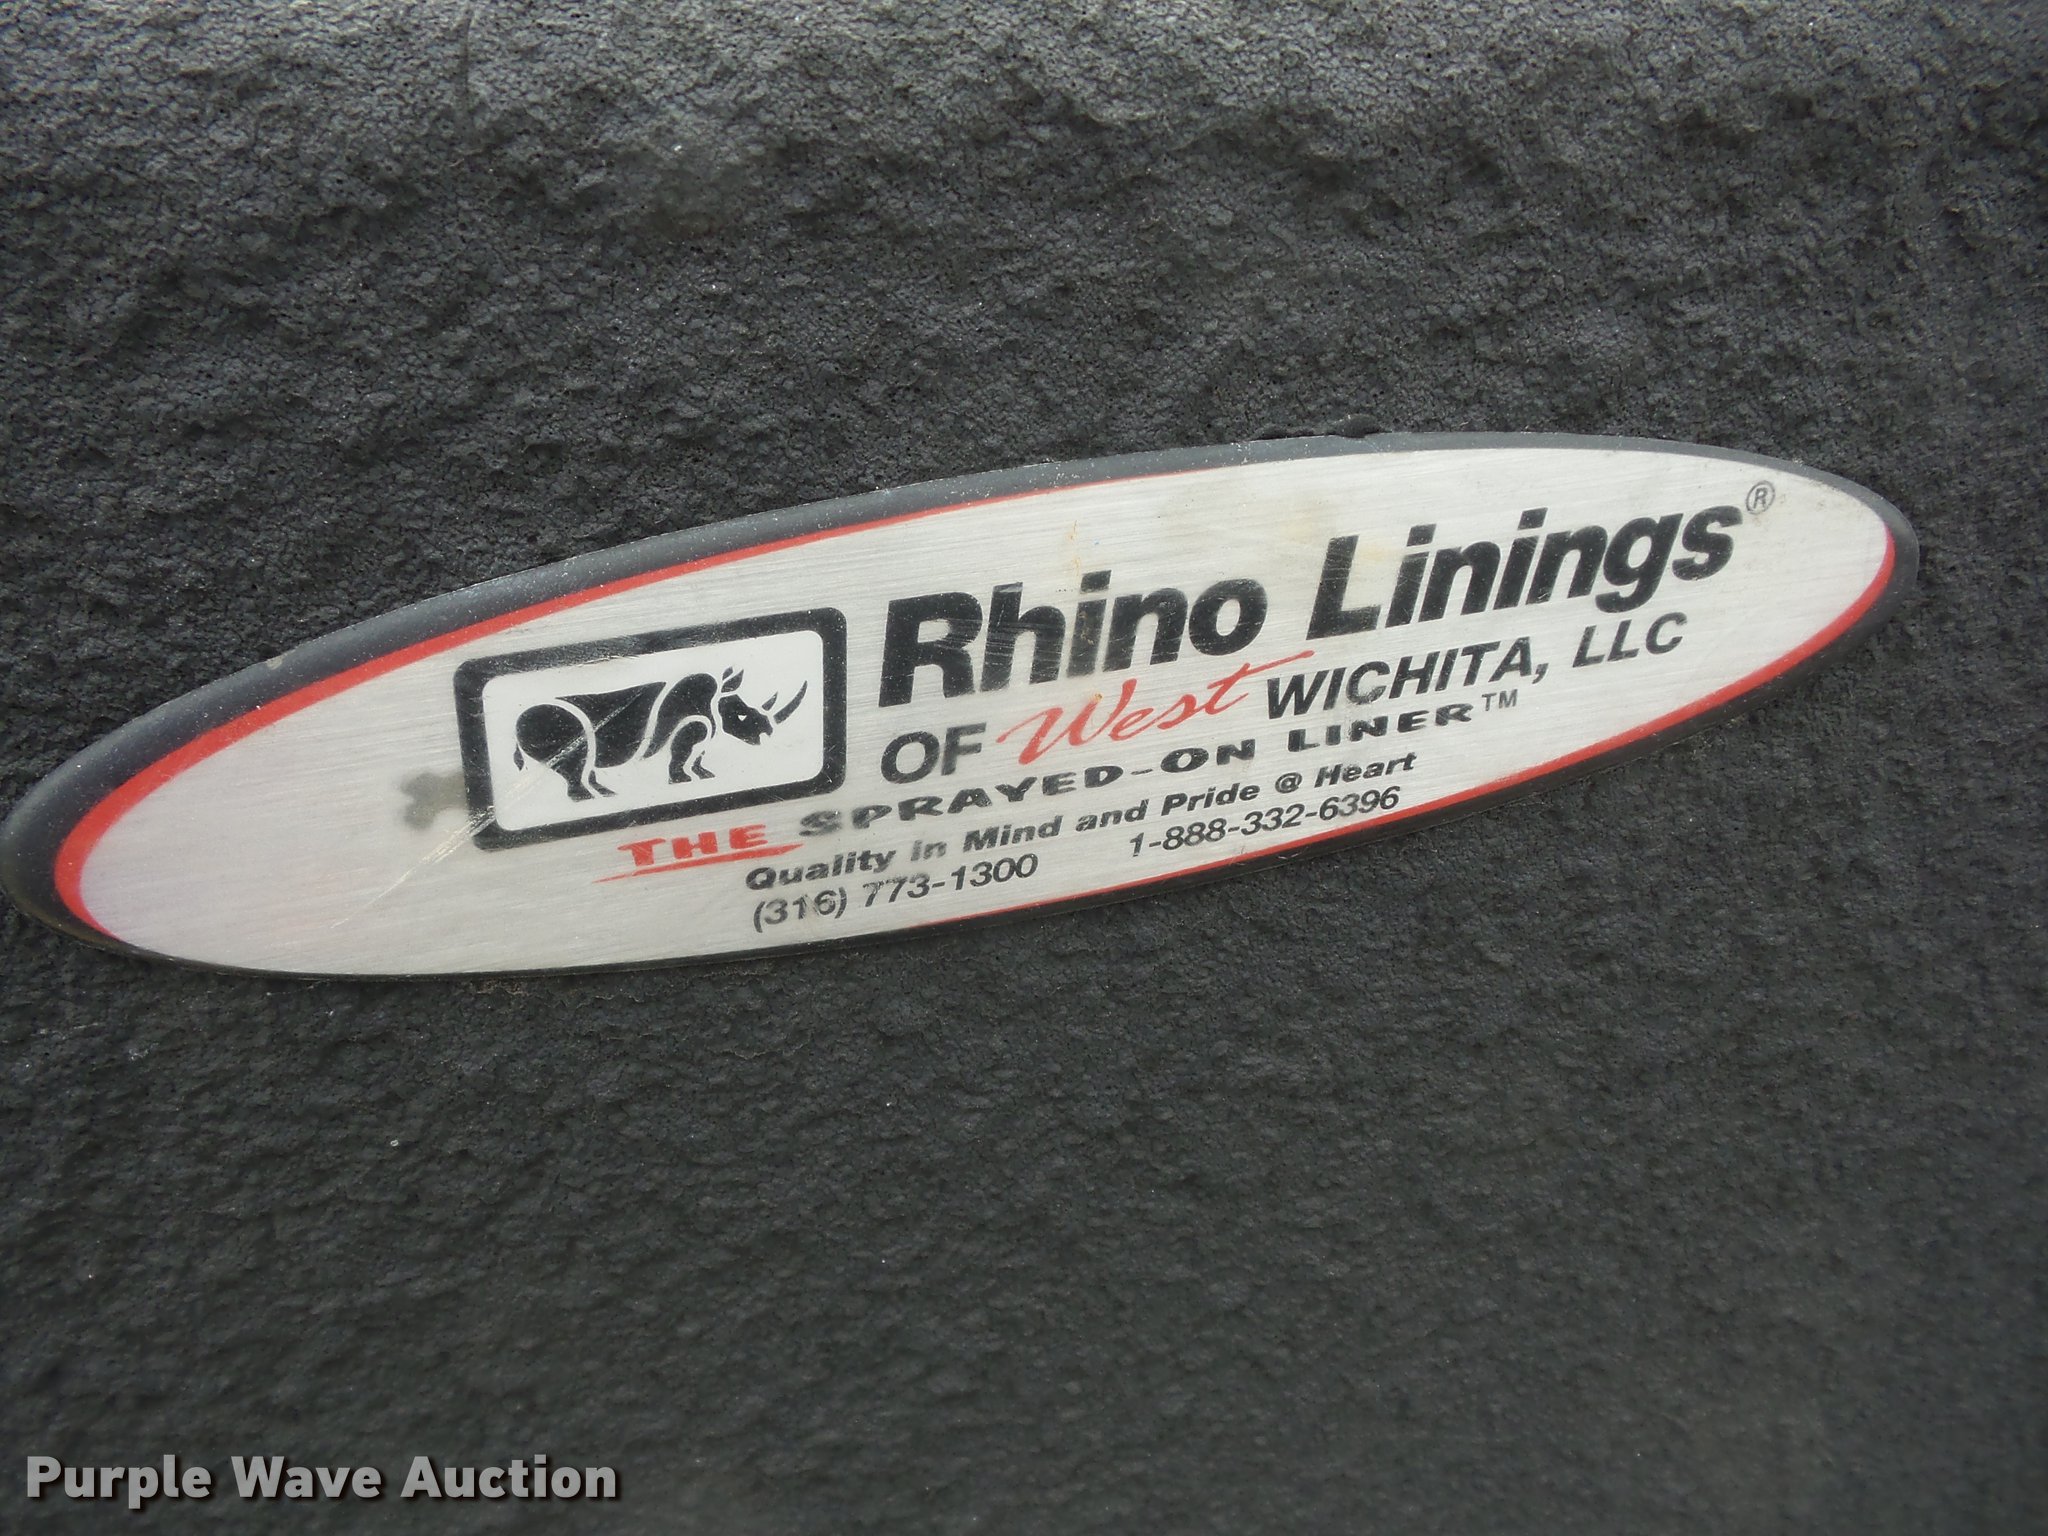 Rhino Linings®
OF West WICHITA, LLC
THE SPRAYED-ON LINER™
Quality in Mind and Pride @ Heart
(316) 773-1300 1-888-332-6396
Purple Wave Auction